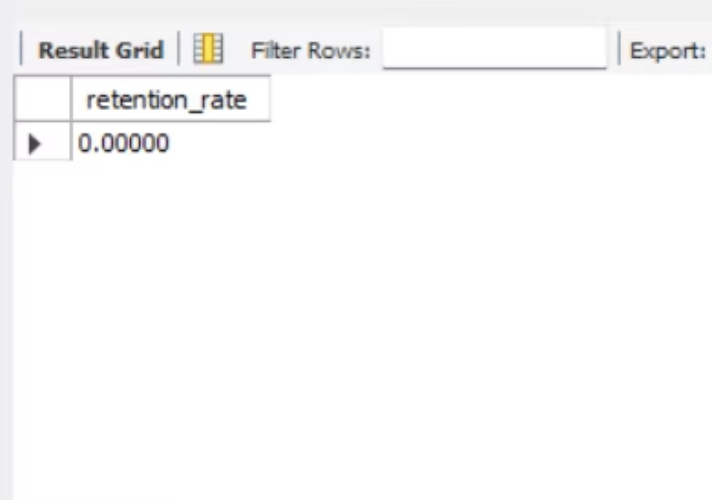 Result Grid Filter Rows: Export:
retention_rate
0.00000